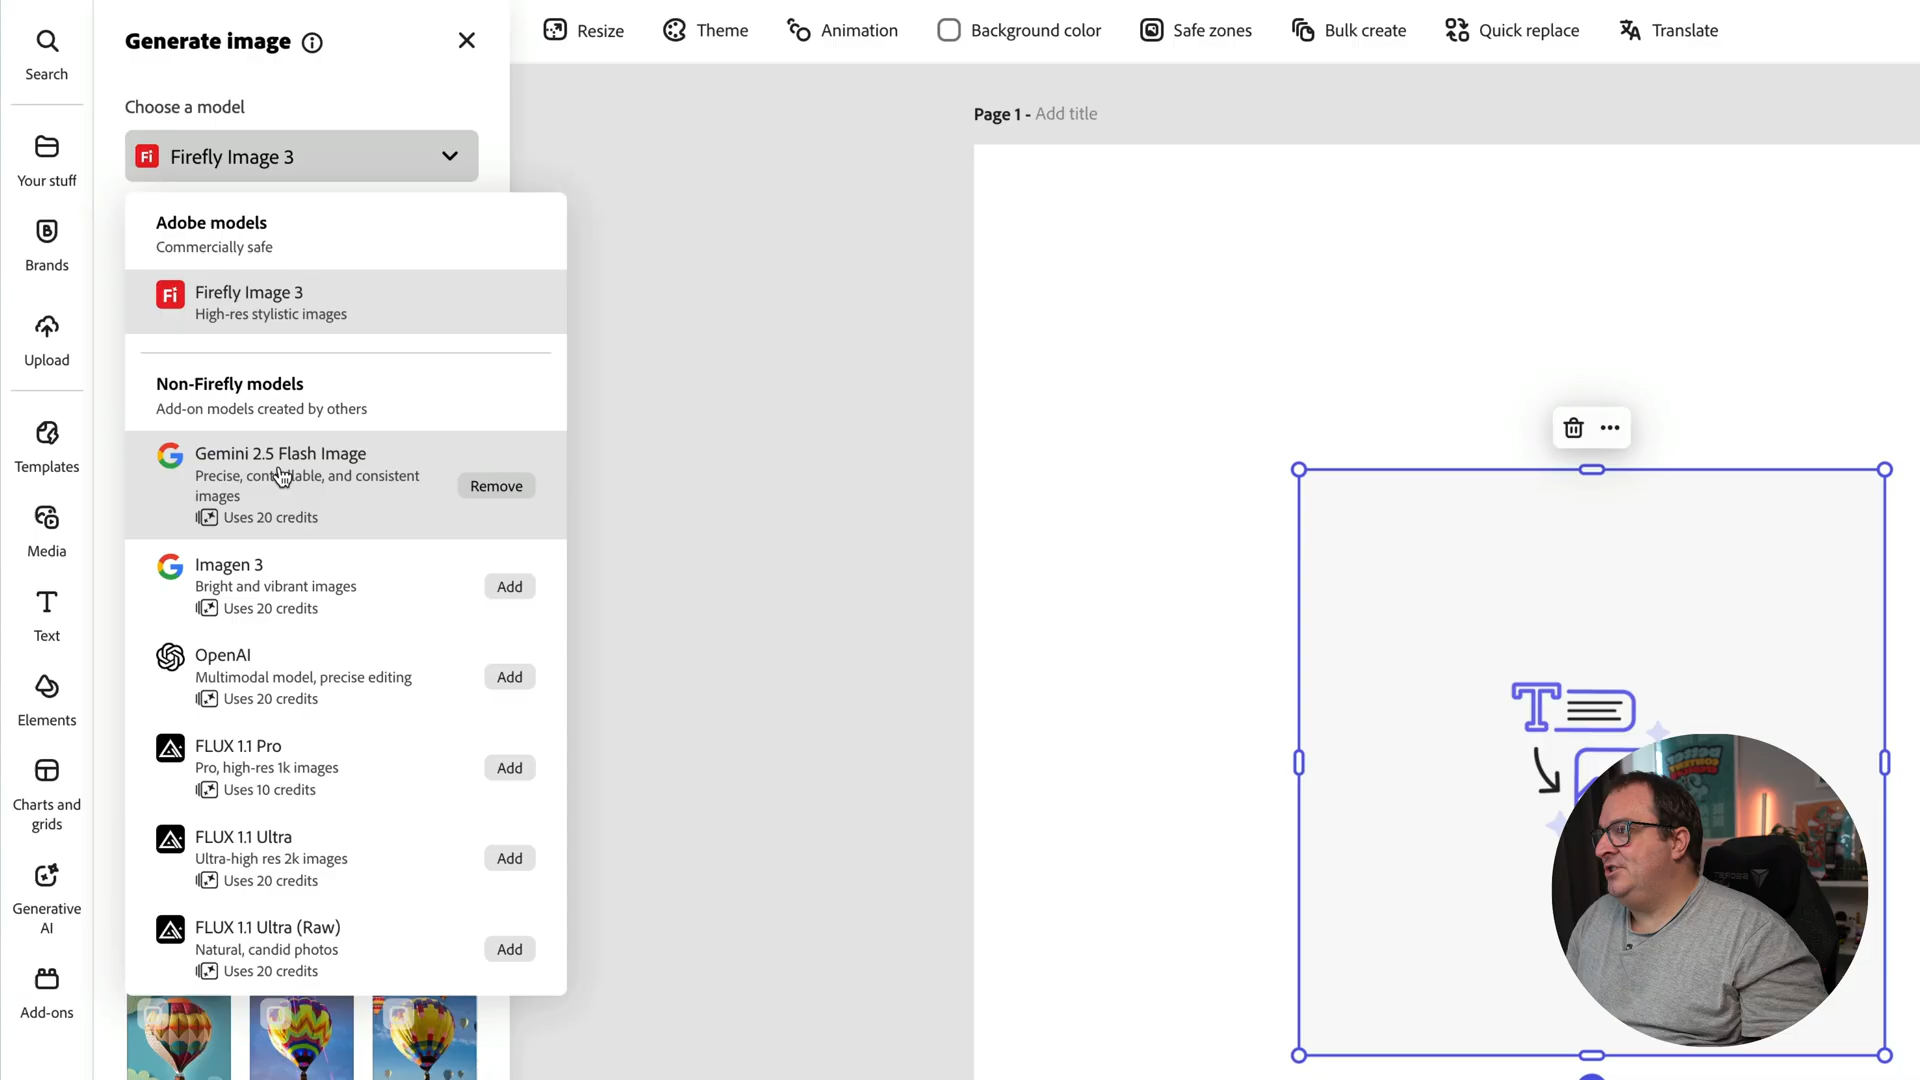 Search
Your stuff
Brands
Upload
Templates
Media
Text
Elements
Charts and
grids
Generative
AI
Add-ons
Generate image
Choose a model
Fi Firefly Image 3
Adobe models
Commercially safe
Fi Firefly Image 3
High-res stylistic images
Non-Firefly models
Add-on models created by others
Gemini 2.5 Flash Image
Precise, controllable, and consistent
images
Uses 20 credits
Remove
Imagen 3
Bright and vibrant images
Uses 20 credits
Add
OpenAI
Multimodal model, precise editing
Uses 20 credits
Add
FLUX 1.1 Pro
Pro, high-res 1k images
Uses 10 credits
Add
FLUX 1.1 Ultra
Ultra-high res 2k images
Uses 20 credits
Add
FLUX 1.1 Ultra (Raw)
Natural, candid photos
Uses 20 credits
Add
Resize
Theme
Animation
Background color
Safe zones
Bulk create
Quick replace
Translate
Page 1 - Add title
T